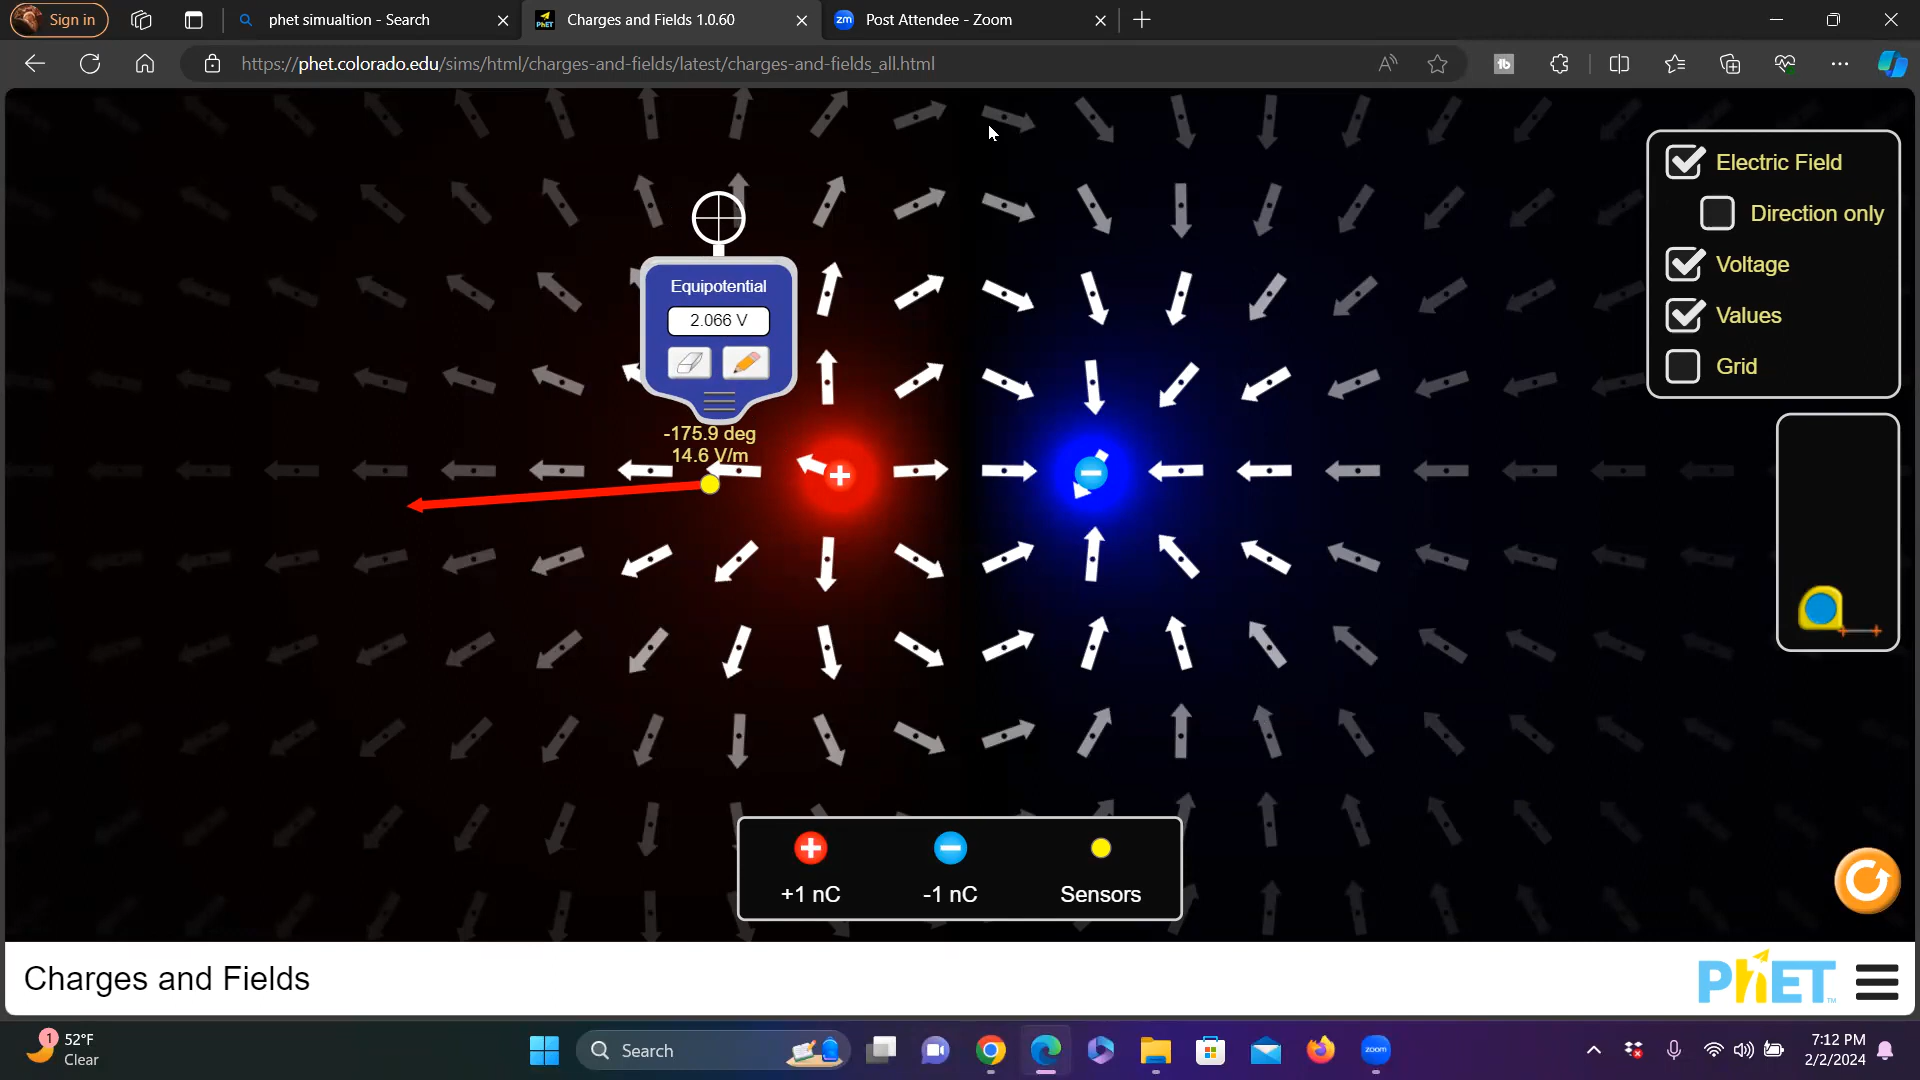 Sign in
phet simualtion - Search
Charges and Fields 1.0.60
Post Attendee - Zoom
https://phet.colorado.edu/sims/html/charges-and-fields/latest/charges-and-fields_all.html
Electric Field
Direction only
Voltage
Values
Grid
Equipotential
2.066 V
-175.9 deg
14.6 V/m
+1 nC
-1 nC
Sensors
Charges and Fields
PhET
1
52°F
Clear
Search
zoom
7:12 PM
2/2/2024